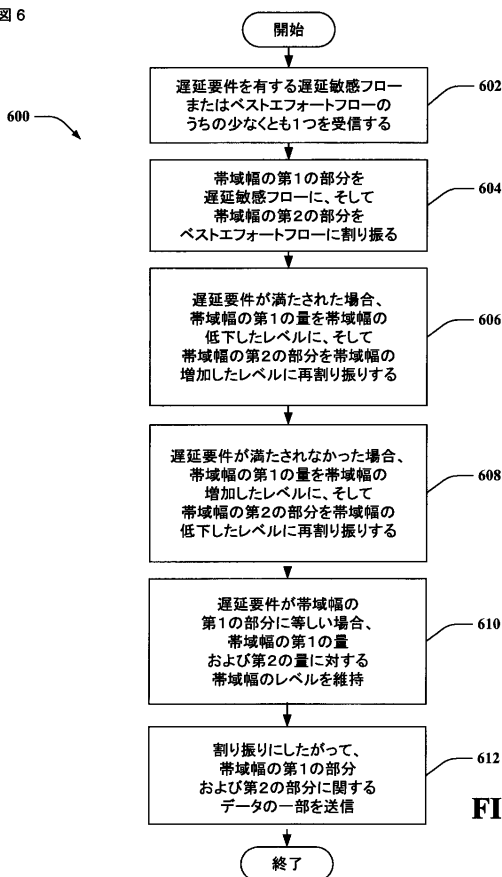 図６
開始
600
遅延要件を有する遅延敏感フロー
またはベストエフォートフローの
うちの少なくとも１つを受信する
602
帯域幅の第１の部分を
遅延敏感フローに、そして
帯域幅の第２の部分を
ベストエフォートフローに割り振る
604
遅延要件が満たされた場合、
帯域幅の第１の量を帯域幅の
低下したレベルに、そして
帯域幅の第２の部分を帯域幅の
増加したレベルに再割り振りする
606
遅延要件が満たされなかった場合、
帯域幅の第１の量を帯域幅の
増加したレベルに、そして
帯域幅の第２の部分を帯域幅の
低下したレベルに再割り振りする
608
遅延要件が帯域幅の
第１の部分に等しい場合、
帯域幅の第１の量
および第２の量に対する
帯域幅のレベルを維持
610
割り振りにしたがって、
帯域幅の第１の部分
および第２の部分に関する
データの一部を送信
612
FI
終了